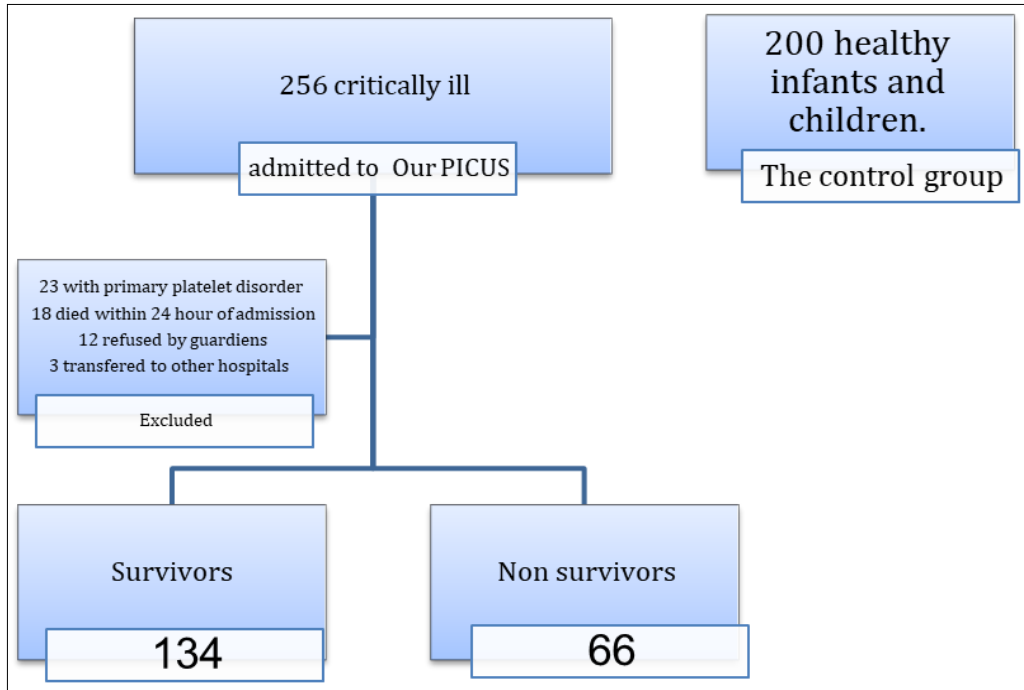 256 critically ill
admitted to Our PICUS
200 healthy
infants and
children.
The control group
23 with primary platelet disorder
18 died within 24 hour of admission
12 refused by guardiens
3 transfered to other hospitals
Excluded
Survivors
134
Non survivors
66